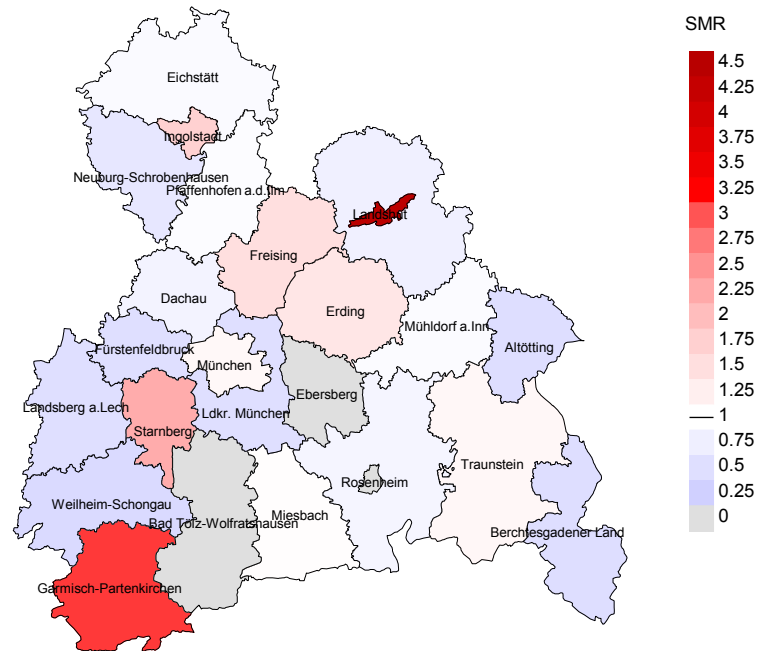 SMR
4.5
4.25
4
3.75
3.5
3.25
3
2.75
2.5
2.25
2
1.75
1.5
1.25
1
0.75
0.5
0.25
0
Eichstätt
Ingolstadt
Neuburg-Schrobenhausen
Pfaffenhofen a.d.Ilm
Landshut
Freising
Dachau
Erding
Mühldorf a.Inn
Altötting
Fürstenfeldbruck
München
Ebersberg
Landsberg a.Lech
Ldkr. München
Starnberg
Traunstein
Rosenheim
Weilheim-Schongau
Miesbach
Bad Tölz-Wolfratshausen
Berchtesgadener Land
Garmisch-Partenkirchen